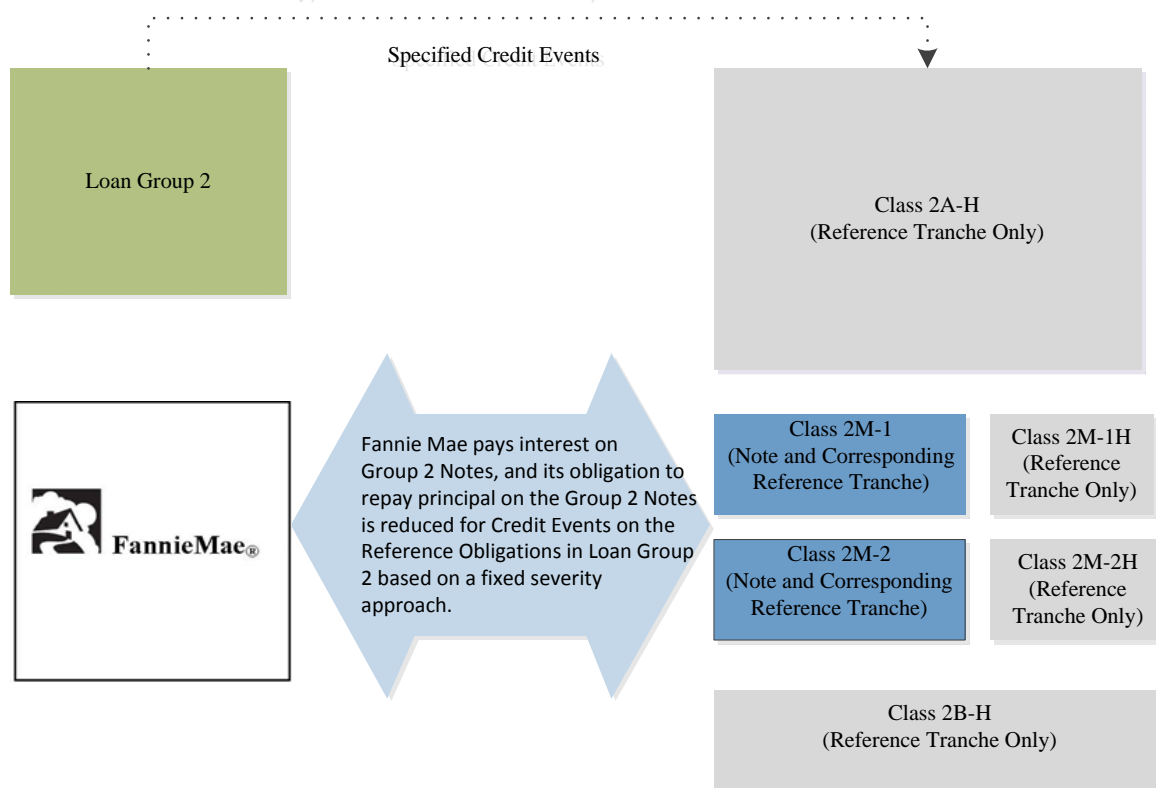 Specified Credit Events
Loan Group 2
Class 2A-H
(Reference Tranche Only)
FannieMae®
Fannie Mae pays interest on
Group 2 Notes, and its obligation to
repay principal on the Group 2 Notes
is reduced for Credit Events on the
Reference Obligations in Loan Group
2 based on a fixed severity
approach.
Class 2M-1
(Note and Corresponding
Reference Tranche)
Class 2M-1H
(Reference
Tranche Only)
Class 2M-2
(Note and Corresponding
Reference Tranche)
Class 2M-2H
(Reference
Tranche Only)
Class 2B-H
(Reference Tranche Only)